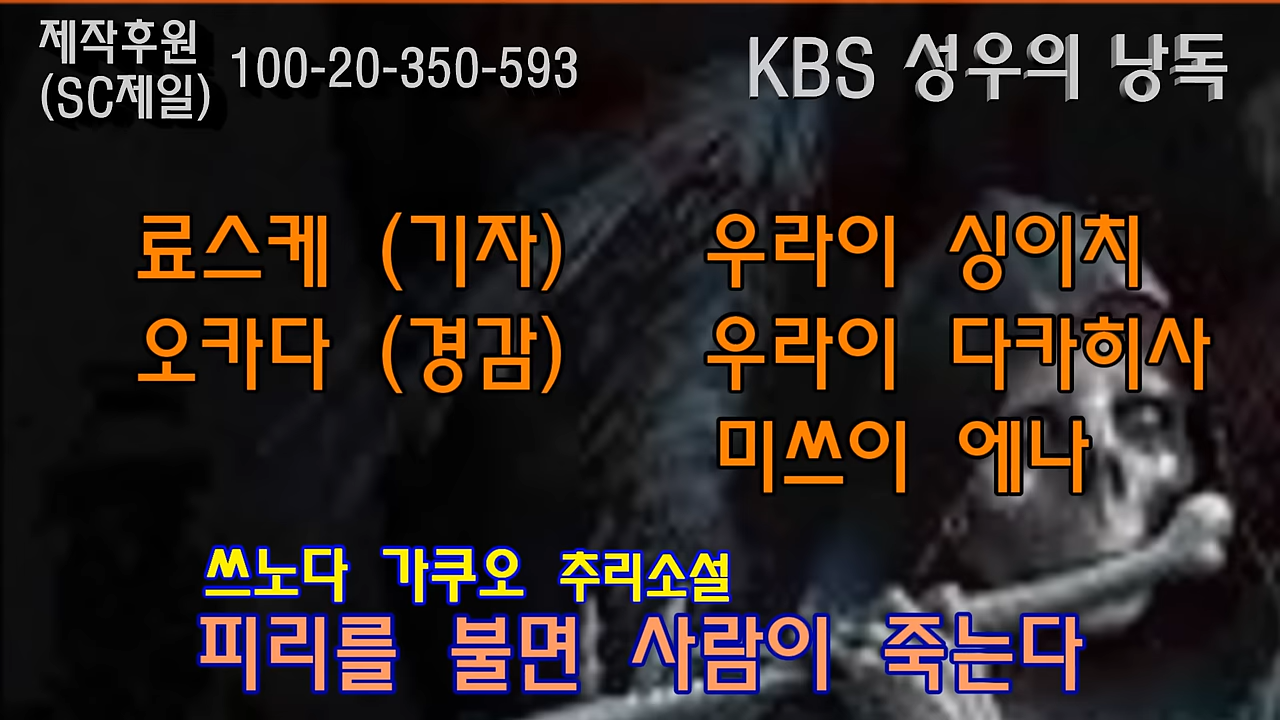 제작후원
(SC제일) 100-20-350-593
KBS 성우의 낭독
료스케 (기자) 우라이 싱이치
오카다 (경감) 우라이 다카히사
미쓰이 에나
쓰노다 가쿠오 추리소설
피리를 불면 사람이 죽는다